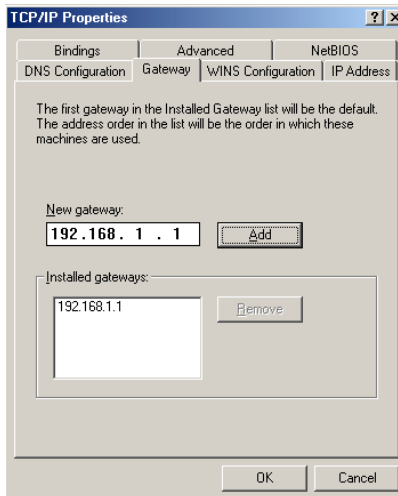 TCP/IP Properties
Bindings Advanced NetBIOS
DNS Configuration Gateway WINS Configuration IP Address
The first gateway in the Installed Gateway list will be the default.
The address order in the list will be the order in which these
machines are used.
New gateway:
192.168. 1 . 1 Add
Installed gateways:
192.168.1.1 Remove
OK Cancel